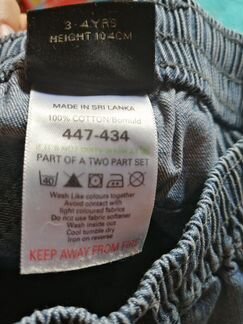 3-4 YRS
HEIGHT 104CM
MADE IN SRI LANKA
100% COTTON/Bomuld
447-434
PART OF A TWO PART SET
40
Wash Like colours together
Avoid contact with
light coloured fabrics
Do not use fabric softener
Wash inside out
Cool tumble dry
Iron on reverse
KEEP AWAY FROM FIRE